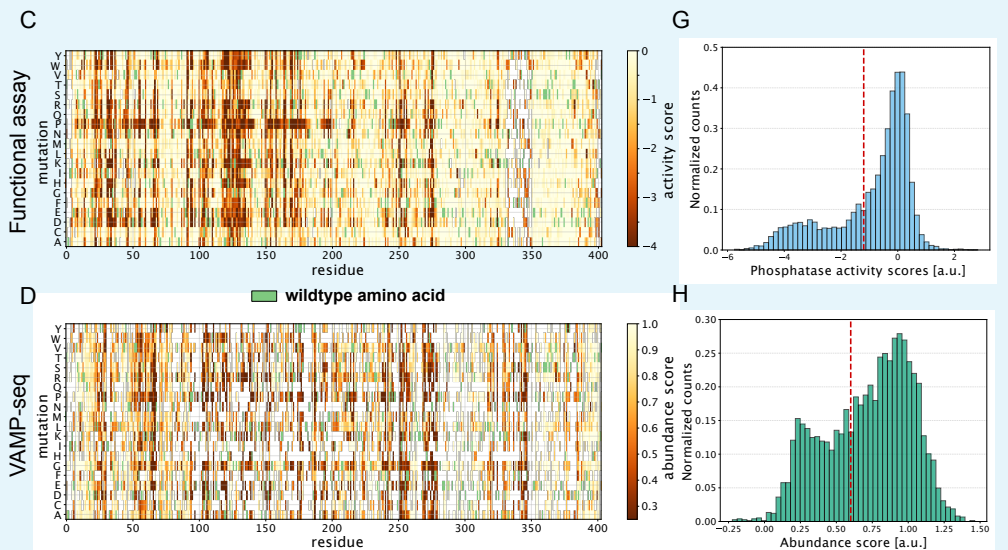 C
Functional assay
mutation
Y
W
V
T
S
R
Q
P
N
M
L
K
I
H
G
F
E
D
C
A
0 50 100 150 200 250 300 350 400
residue
0
−1
−2
−3
−4
activity score
G
Normalized counts
0.5
0.4
0.3
0.2
0.1
0.0
−6 −4 −2 0 2
Phosphatase activity scores [a.u.]
D
wildtype amino acid
VAMP-seq
mutation
Y
W
V
T
S
R
Q
P
N
M
L
K
I
H
G
F
E
D
C
A
0 50 100 150 200 250 300 350 400
residue
1.0
0.9
0.8
0.7
0.6
0.5
0.4
0.3
abundance score
H
Normalized counts
0.30
0.25
0.20
0.15
0.10
0.05
0.00
−0.25 0.00 0.25 0.50 0.75 1.00 1.25 1.50
Abundance score [a.u.]